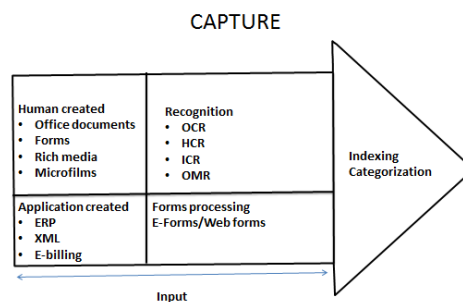 CAPTURE
Human created
• Office documents
• Forms
• Rich media
• Microfilms
Recognition
• OCR
• HCR
• ICR
• OMR
Indexing
Categorization
Application created
• ERP
• XML
• E-billing
Forms processing
E-Forms/Web forms
Input